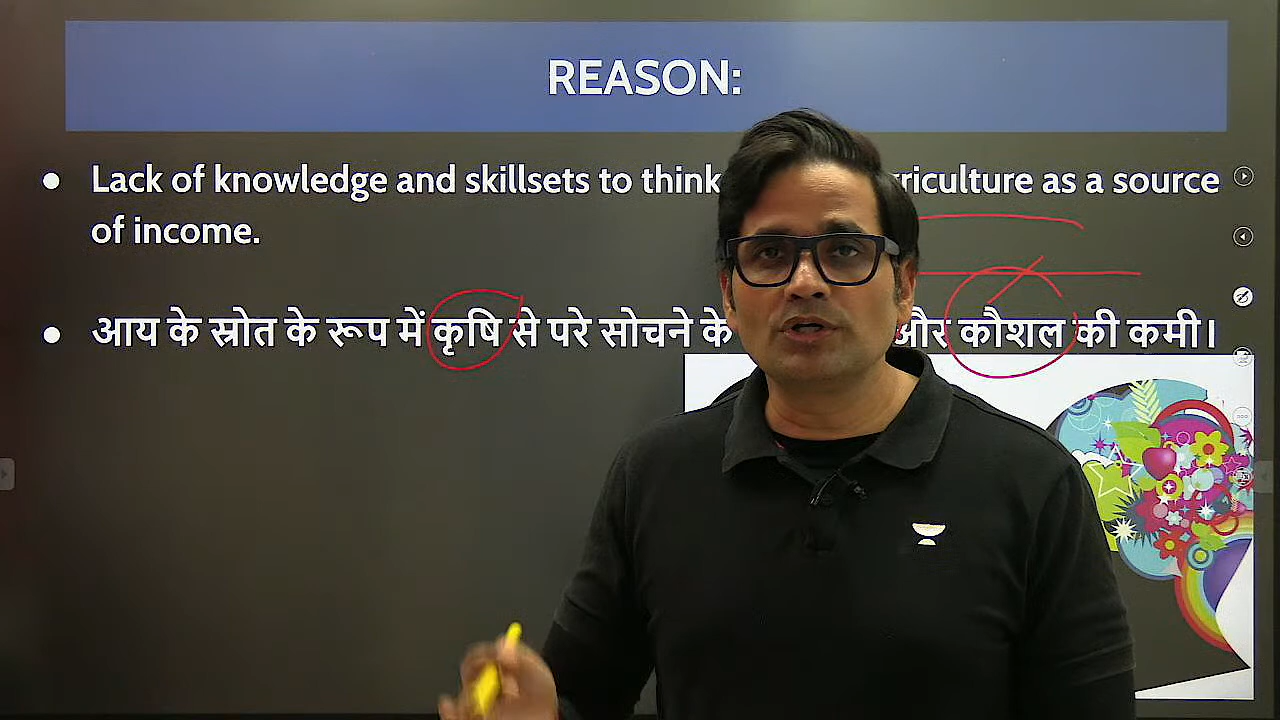 REASON:
Lack of knowledge and skillsets to think riculture as a source
of income.
आय के स्रोत के रूप में कृषि से परे सोचने के और कौशल की कमी।